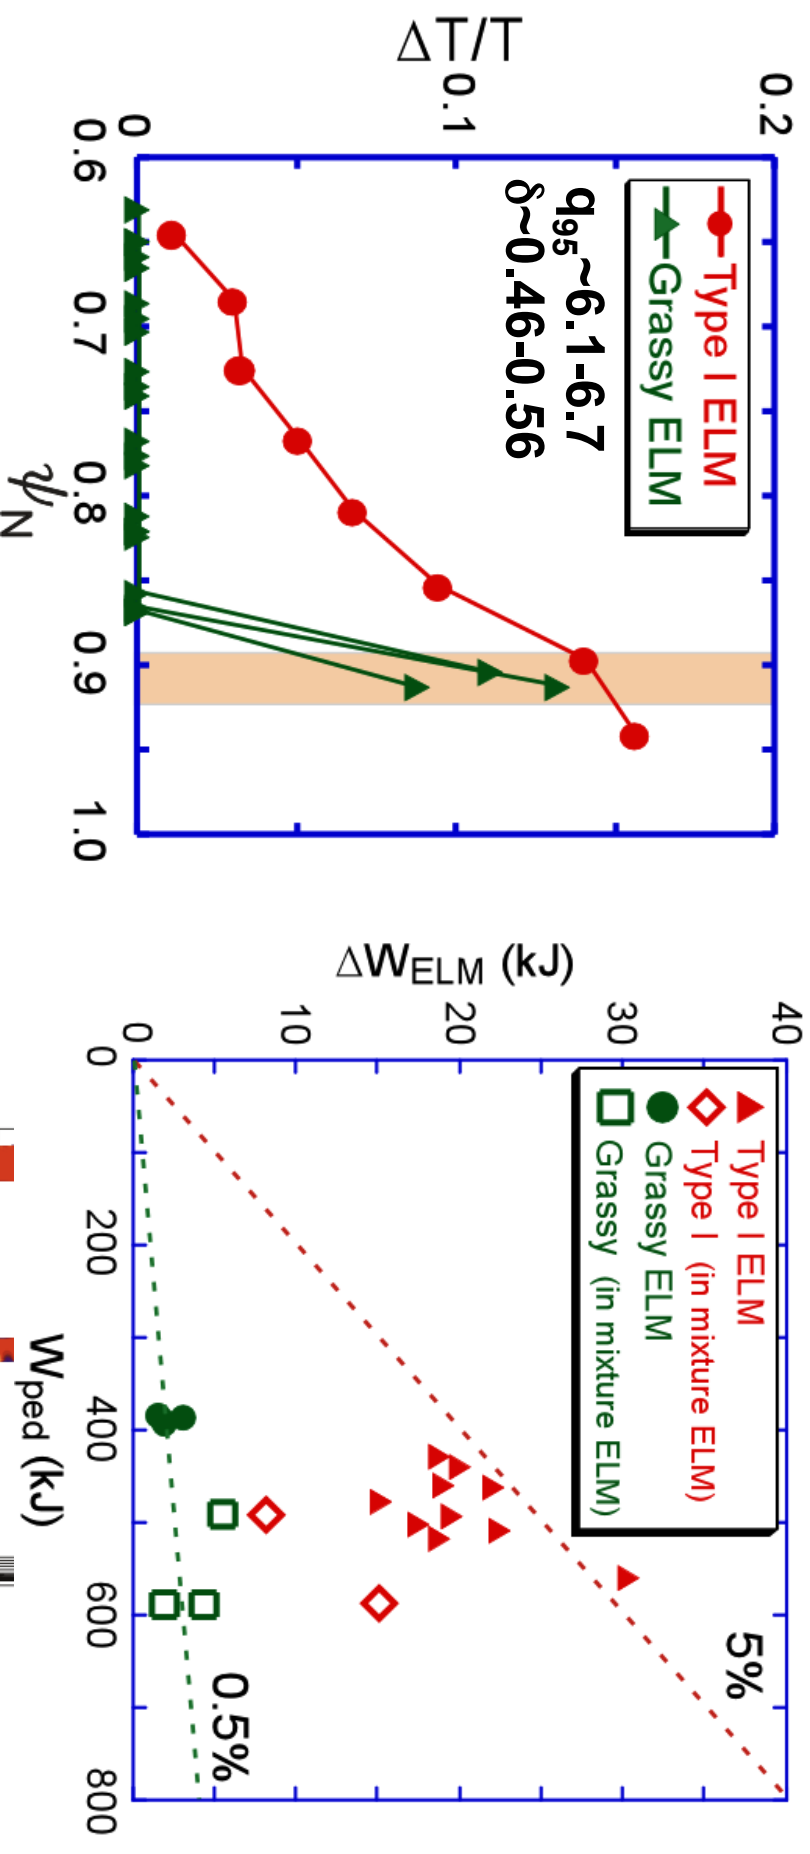 ΔT/T
0.2
0.1
0
Type I ELM
Grassy ELM
q95~6.1-6.7
δ~0.46-0.56
0.6
0.7
0.8
0.9
1.0
ψN
ΔWELM (kJ)
40
30
20
10
0
Type I ELM
Type I (in mixture ELM)
Grassy ELM
Grassy (in mixture ELM)
5%
0.5%
0
200
400
600
800
Wped (kJ)